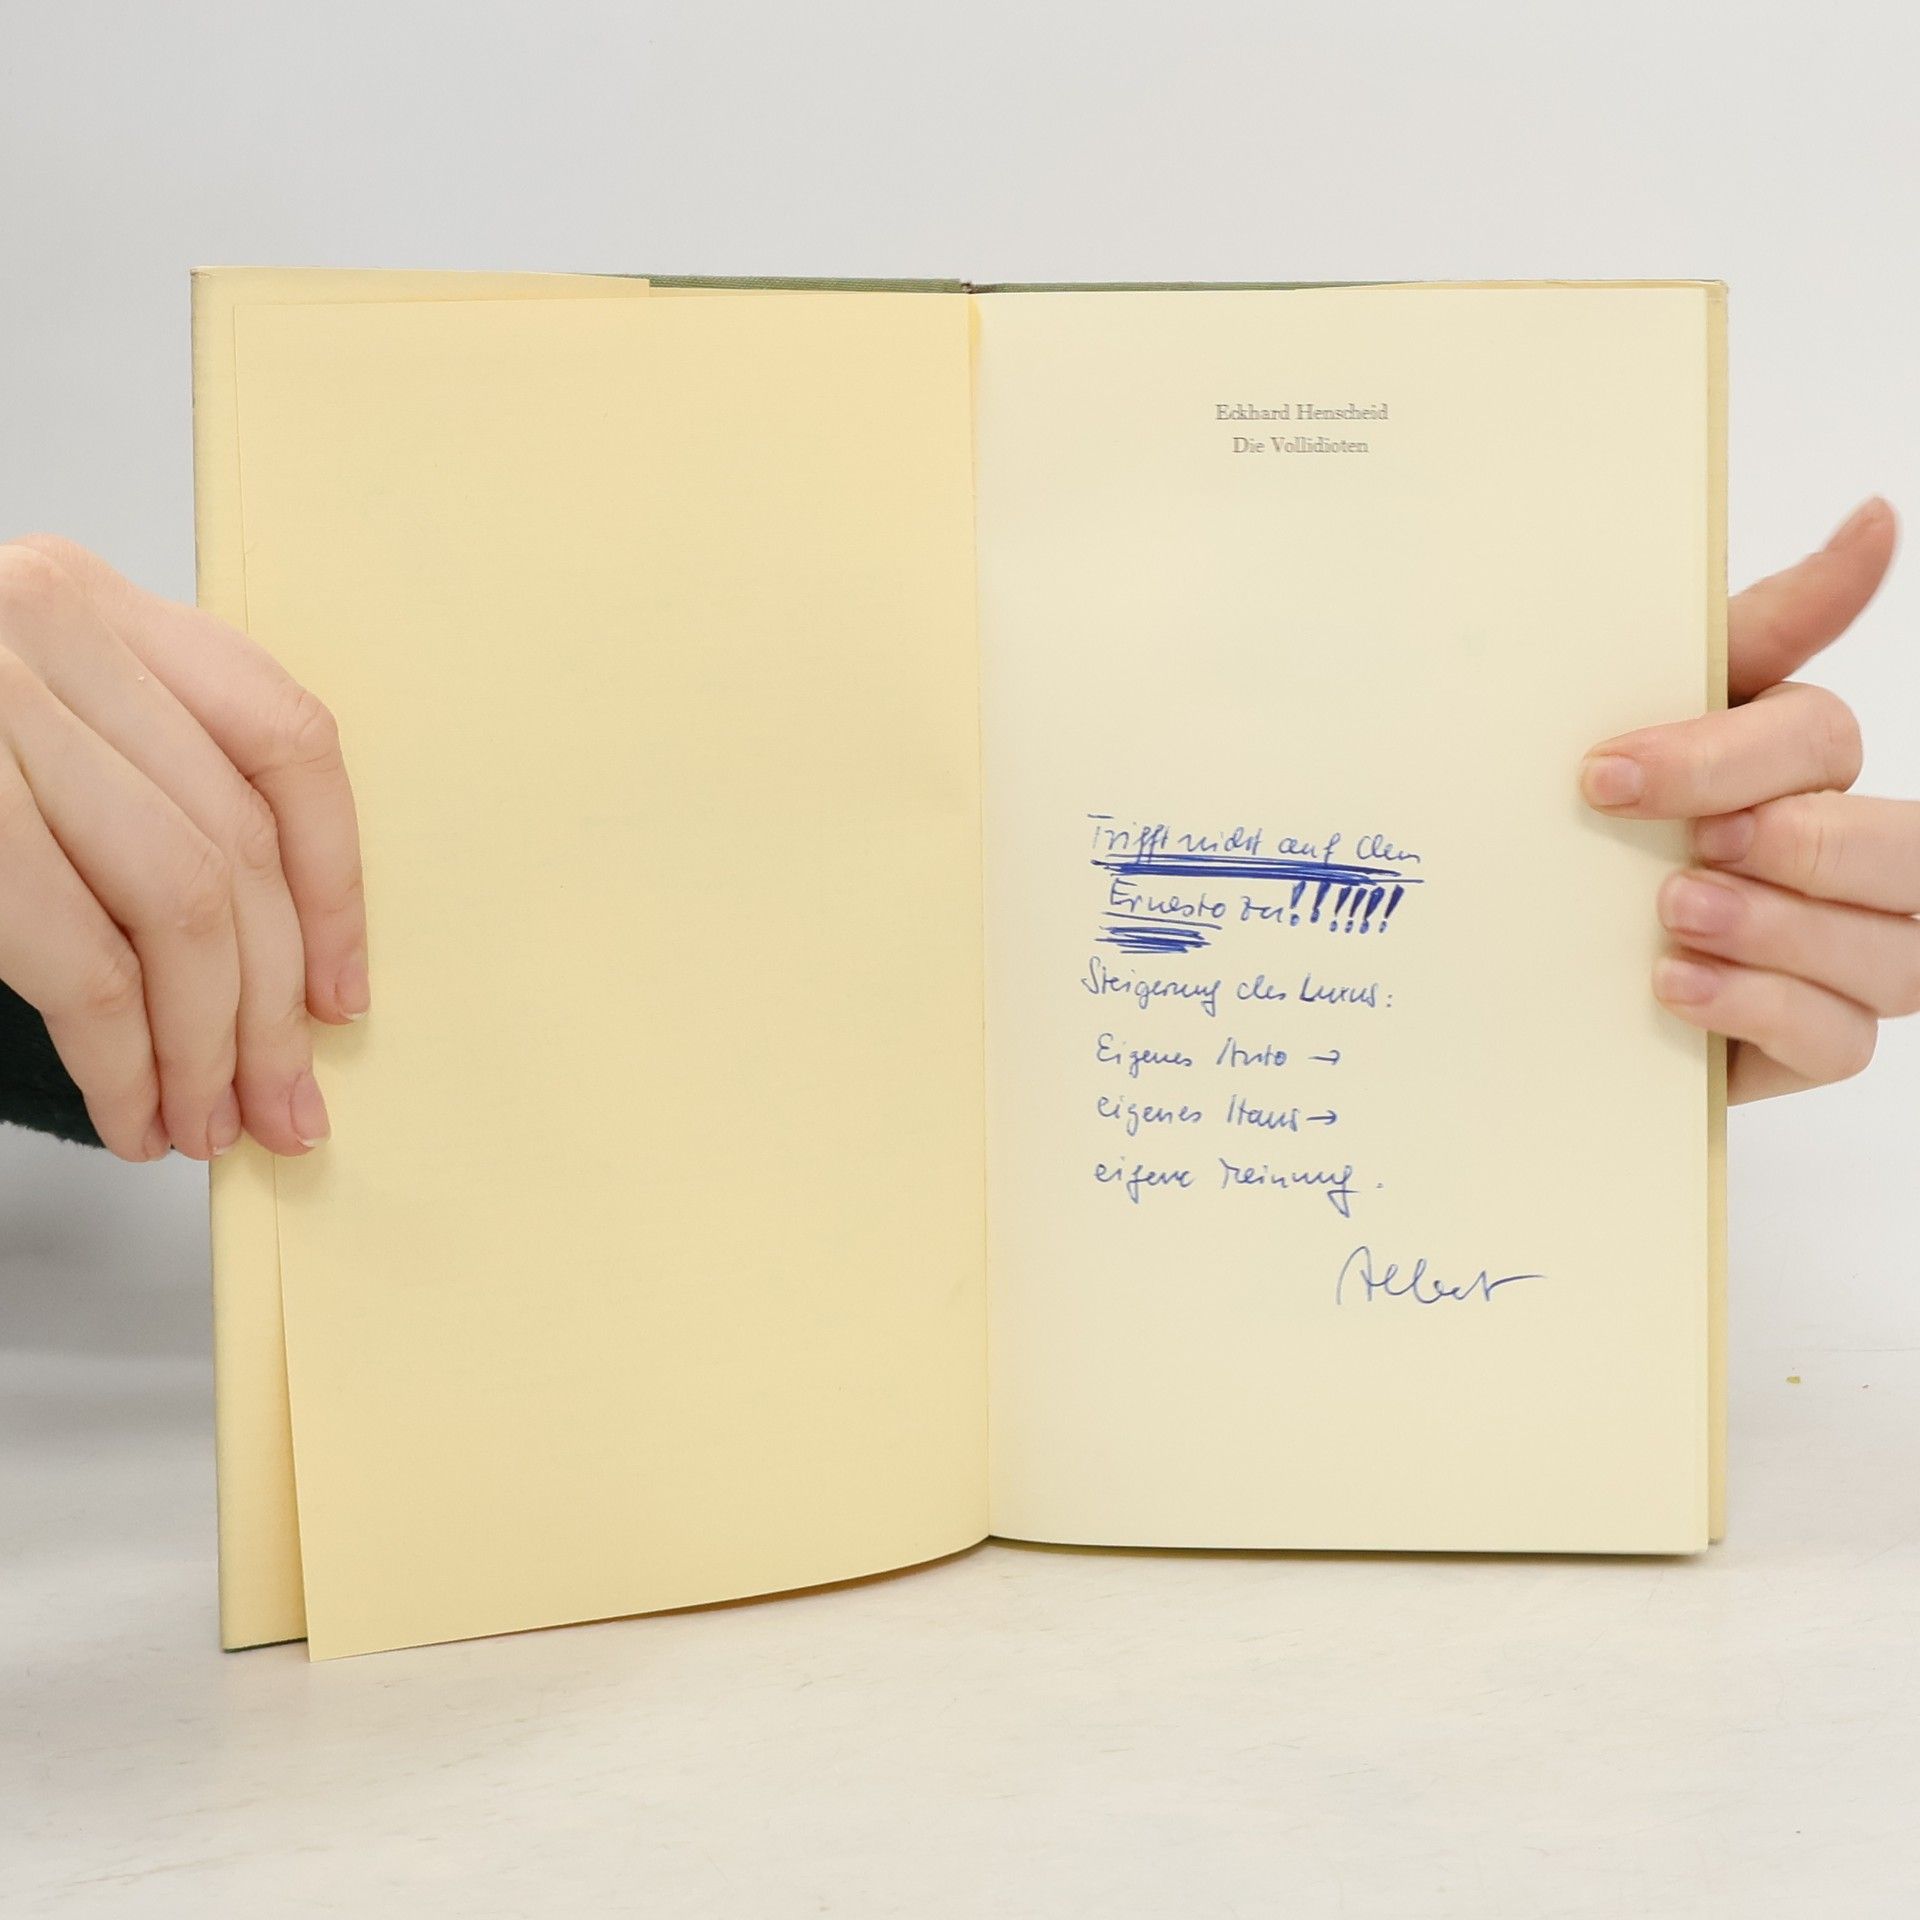 Eckhard Henscheid
Die Vollidioten
Trifft nicht auf den
Ernesto zu!!!!!!!
Steigerung des Luxus:
Eigenes Auto →
eigenes Haus →
eigene Meinung.
Albert